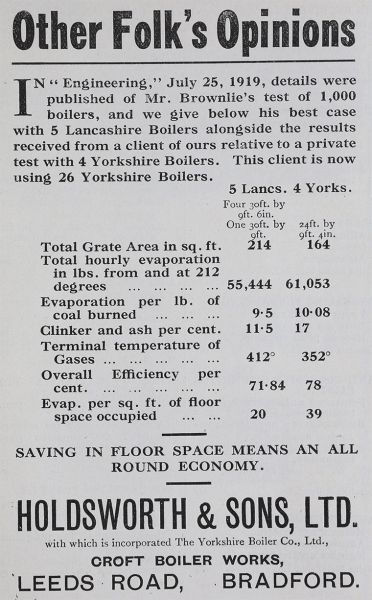 Other Folk's Opinions
IN "Engineering," July 25, 1919, details were
published of Mr. Brownlie's test of 1,000
boilers, and we give below his best case
with 5 Lancashire Boilers alongside the results
received from a client of ours relative to a private
test with 4 Yorkshire Boilers. This client is now
using 26 Yorkshire Boilers.
5 Lancs. 4 Yorks.
Four 30ft. by
9ft. 6in.
One 30ft. by 24ft. by
9ft. 9ft. 4in.
Total Grate Area in sq. ft. 214 164
Total hourly evaporation
in lbs. from and at 212
degrees ... ... ... 55,444 61,053
Evaporation per lb. of
coal burned ... ... 9·5 10·08
Clinker and ash per cent. 11·5 17
Terminal temperature of
Gases ... ... ... ... 412° 352°
Overall Efficiency per
cent. ... ... ... ... 71·84 78
Evap. per sq. ft. of floor
space occupied ... ... 20 39
SAVING IN FLOOR SPACE MEANS AN ALL
ROUND ECONOMY.
HOLDSWORTH & SONS, LTD.
with which is incorporated The Yorkshire Boiler Co., Ltd.,
CROFT BOILER WORKS,
LEEDS ROAD, BRADFORD.